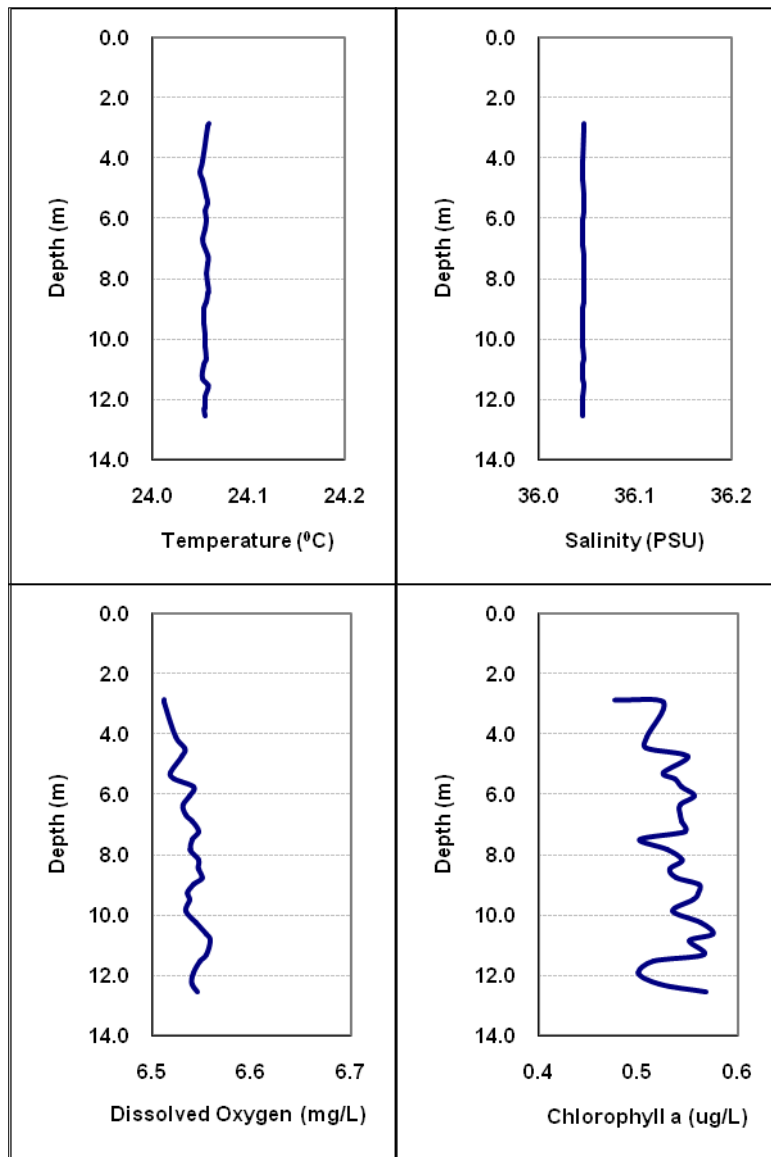 0.0
2.0
4.0
6.0
8.0
10.0
12.0
14.0
Depth (m)
24.0 24.1 24.2
Temperature (⁰C)
0.0
2.0
4.0
6.0
8.0
10.0
12.0
14.0
Depth (m)
36.0 36.1 36.2
Salinity (PSU)
0.0
2.0
4.0
6.0
8.0
10.0
12.0
14.0
Depth (m)
6.5 6.6 6.7
Dissolved Oxygen (mg/L)
0.0
2.0
4.0
6.0
8.0
10.0
12.0
14.0
Depth (m)
0.4 0.5 0.6
Chlorophyll a (ug/L)